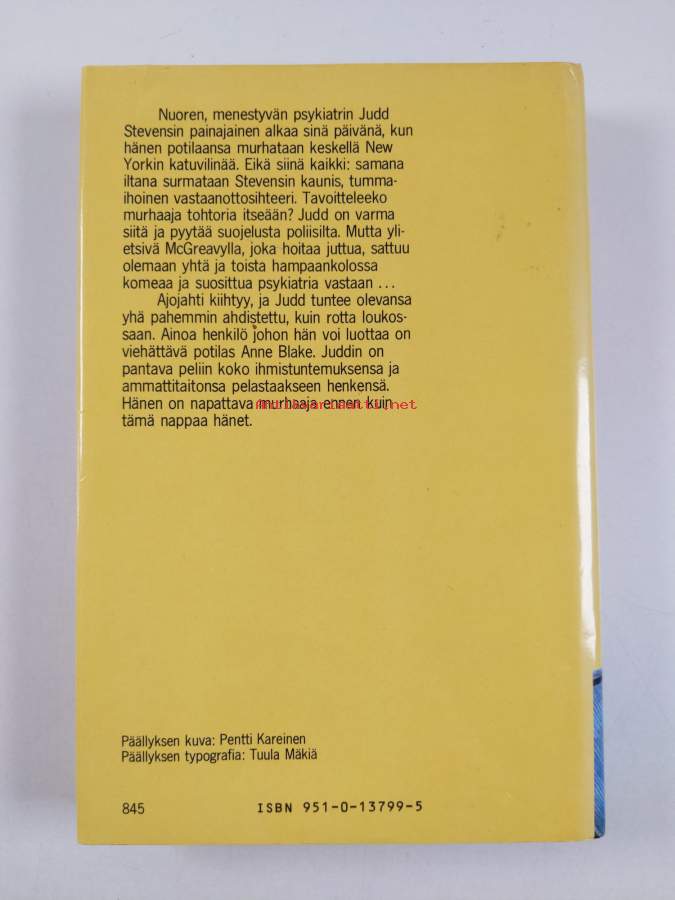 Nuoren, menestyvän psykiatrin Judd
Stevensin painajainen alkaa sinä päivänä, kun
hänen potilaansa murhataan keskellä New
Yorkin katuvilinää. Eikä siinä kaikki: samana
iltana surmataan Stevensin kaunis, tumma-
ihoinen vastaanottosihteeri. Tavoitteleeko
murhaaja tohtoria itseään? Judd on varma
siitä ja pyytää suojelusta poliisilta. Mutta yli-
etsivä McGreavylla, joka hoitaa juttua, sattuu
olemaan yhtä ja toista hampaankolossa
komeaa ja suosittua psykiatria vastaan ...
Ajojahti kiihtyy, ja Judd tuntee olevansa
yhä pahemmin ahdistettu, kuin rotta loukos-
saan. Ainoa henkilö johon hän voi luottaa on
viehättävä potilas Anne Blake. Juddin on
pantava peliin koko ihmistuntemuksensa ja
ammattitaitonsa pelastaakseen henkensä.
Hänen on napattava murhaaja ennen kuin
Antikvariaatti.net
tämä nappaa hänet.
Päällyksen kuva: Pentti Kareinen
Päällyksen typografia: Tuula Mäkiä
845 ISBN 951-0-13799-5